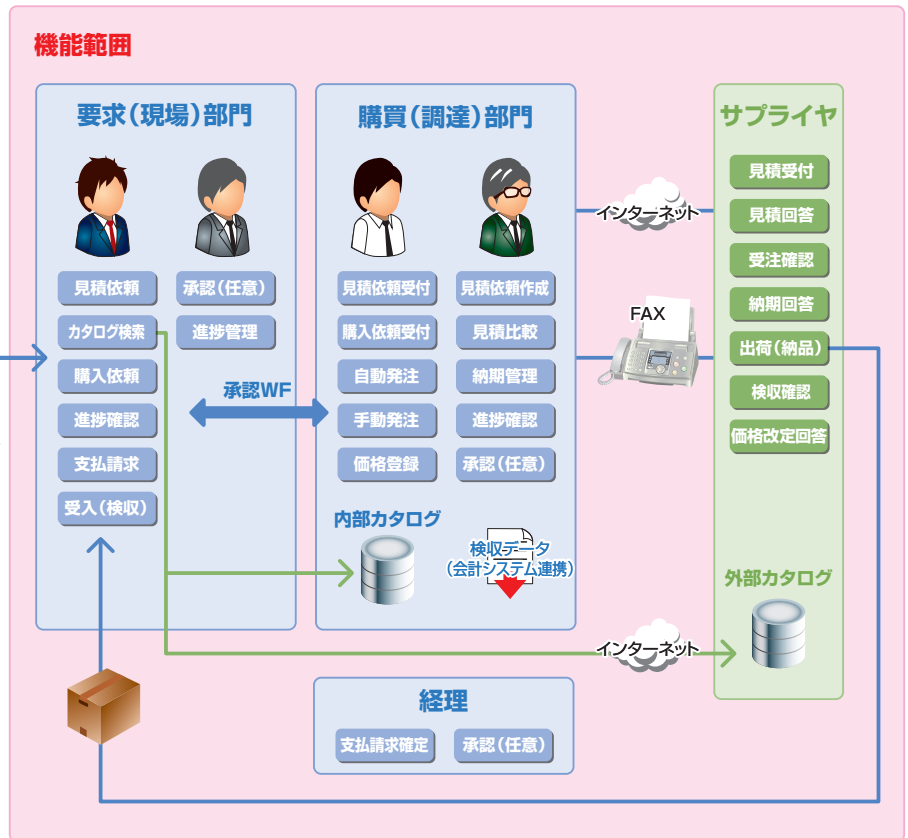 機能範囲
要求(現場)部門
見積依頼
カタログ検索
購入依頼
進捗確認
支払請求
受入(検収)
承認(任意)
進捗管理
承認WF
購買(調達)部門
見積依頼受付
購入依頼受付
自動発注
手動発注
価格登録
見積依頼作成
見積比較
納期管理
進捗確認
承認(任意)
内部カタログ
検収データ
(会計システム連携)
インターネット
FAX
サプライヤ
見積受付
見積回答
受注確認
納期回答
出荷(納品)
検収確認
価格改定回答
外部カタログ
インターネット
経理
支払請求確定
承認(任意)